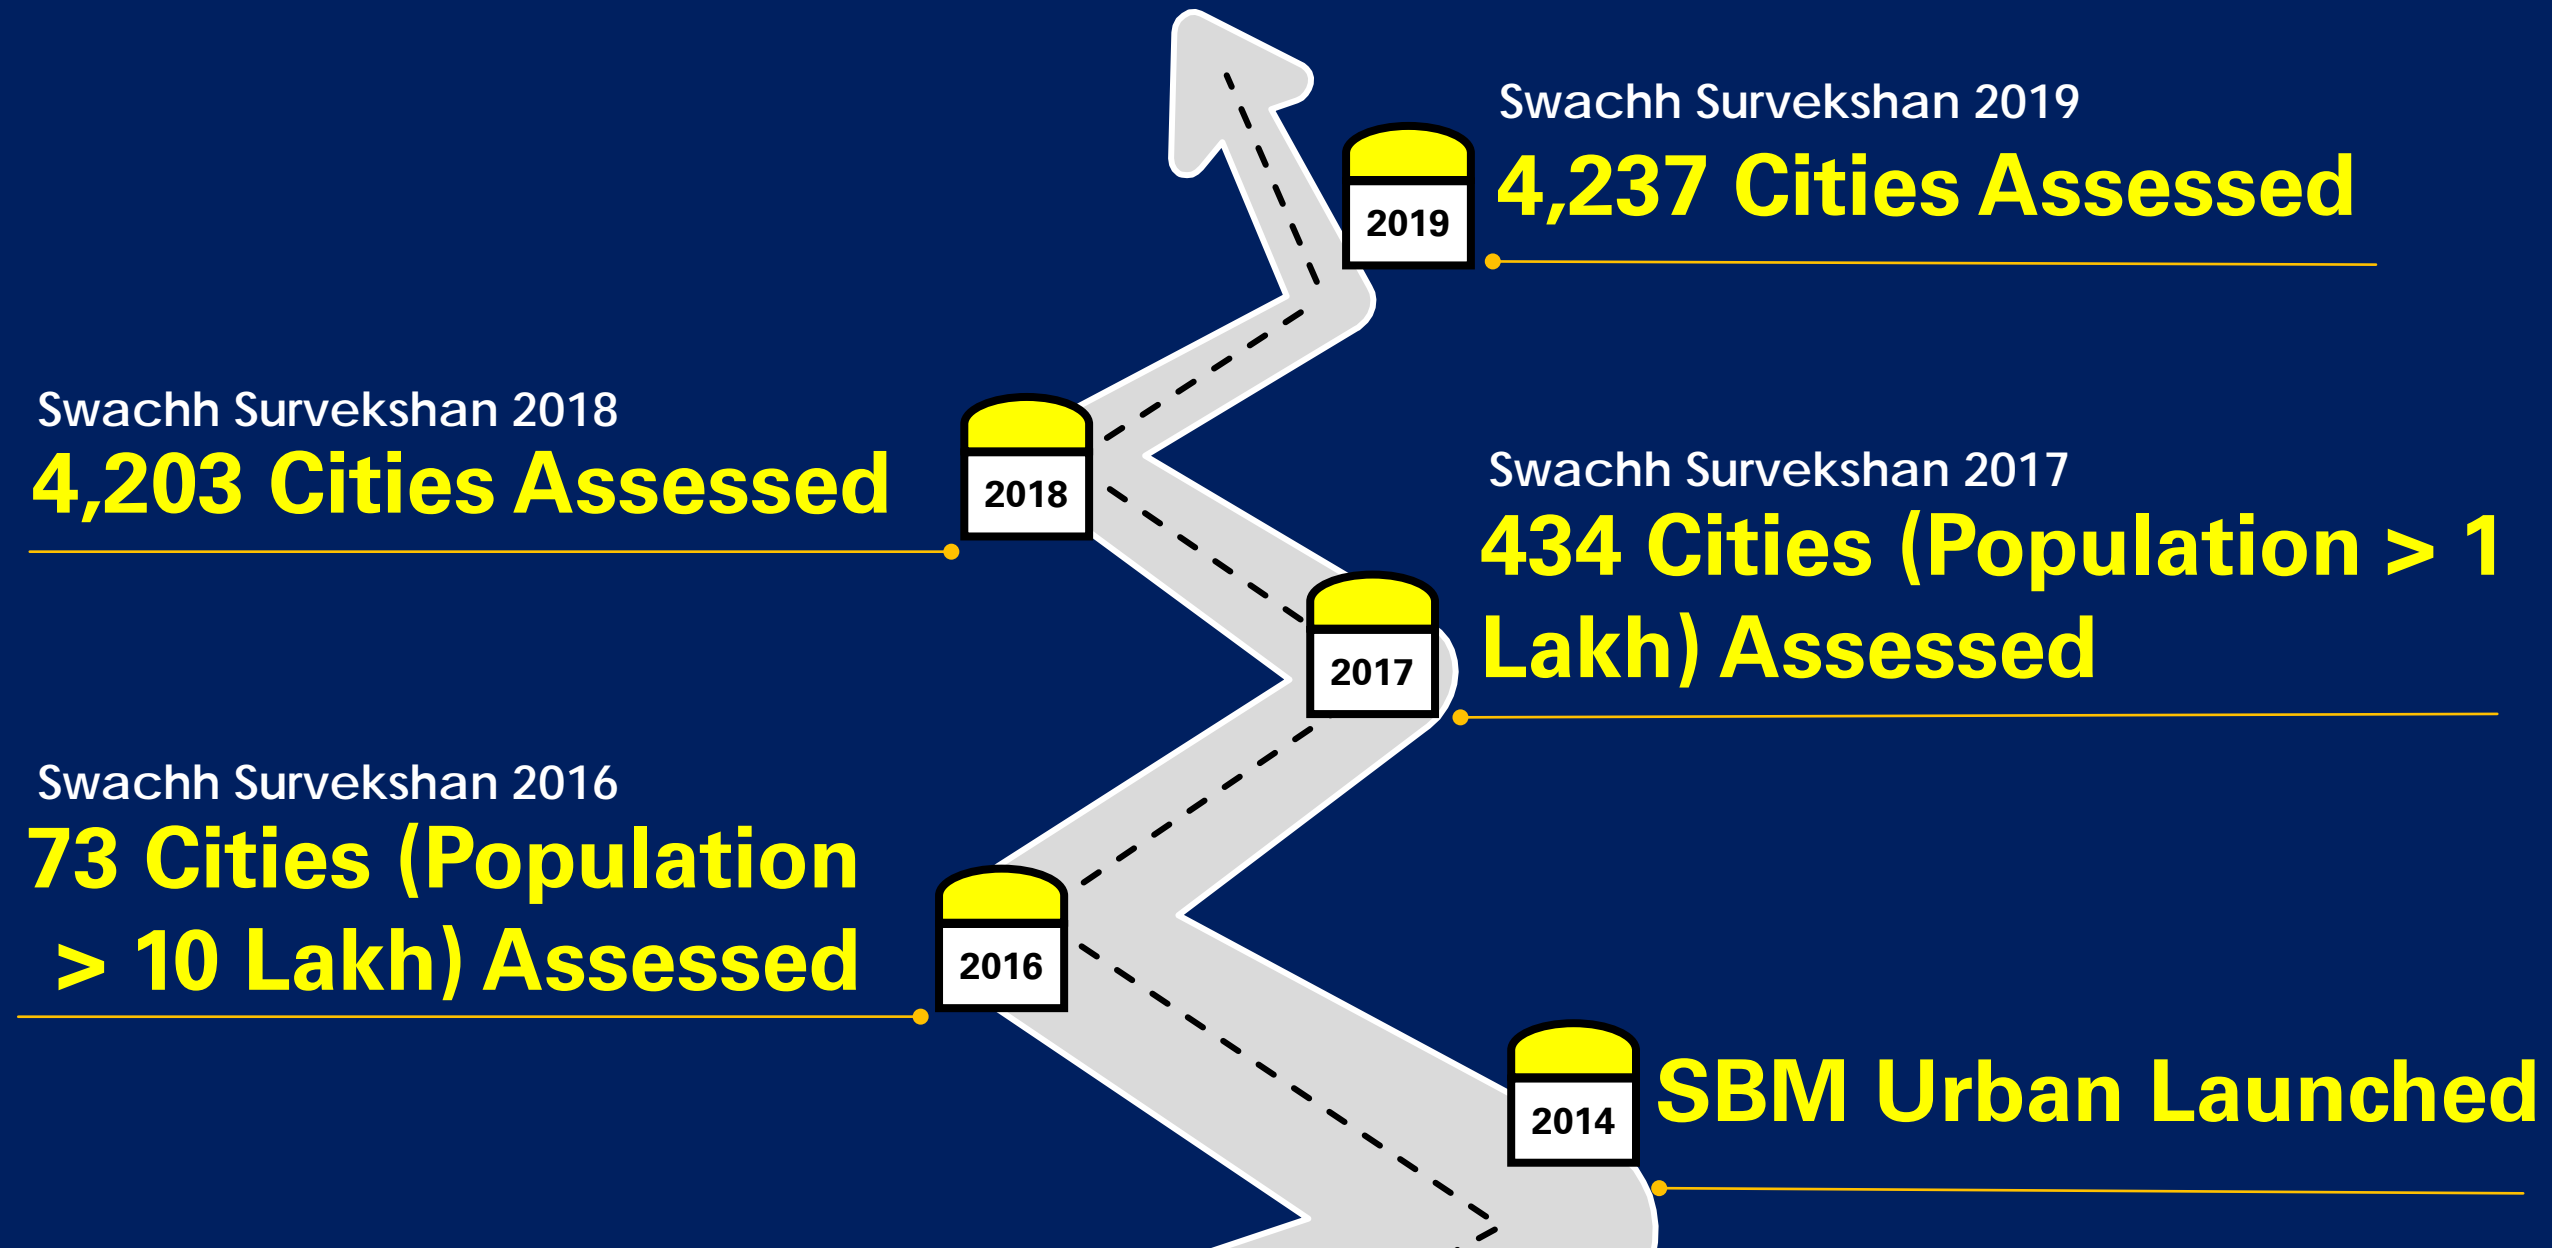 Swachh Survekshan 2019
4,237 Cities Assessed
2019
Swachh Survekshan 2018
4,203 Cities Assessed
2018
Swachh Survekshan 2017
434 Cities (Population > 1
Lakh) Assessed
2017
Swachh Survekshan 2016
73 Cities (Population
> 10 Lakh) Assessed
2016
SBM Urban Launched
2014